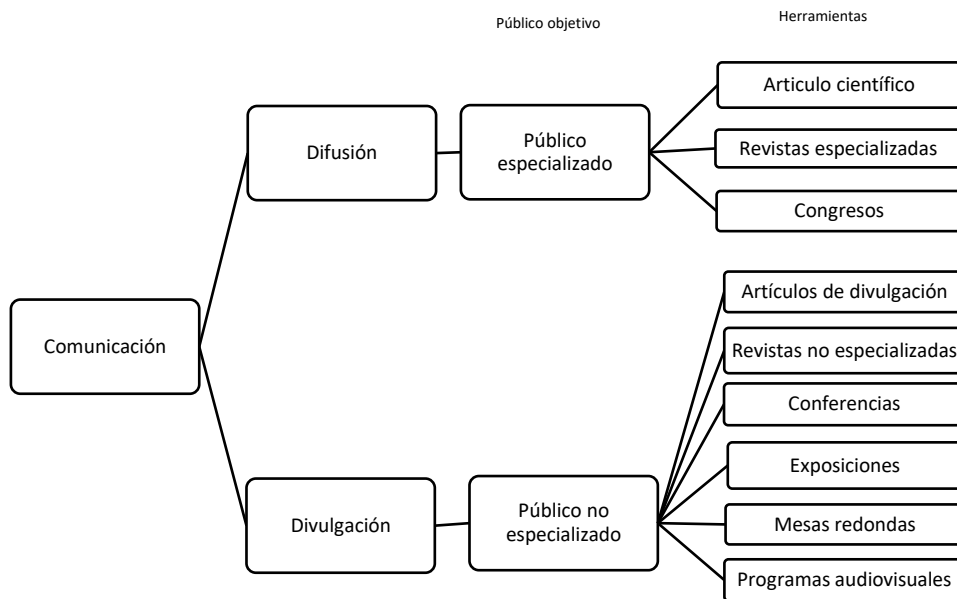 Público objetivo
Herramientas
Comunicación
Difusión
Público
especializado
Articulo científico
Revistas especializadas
Congresos
Divulgación
Público no
especializado
Artículos de divulgación
Revistas no especializadas
Conferencias
Exposiciones
Mesas redondas
Programas audiovisuales